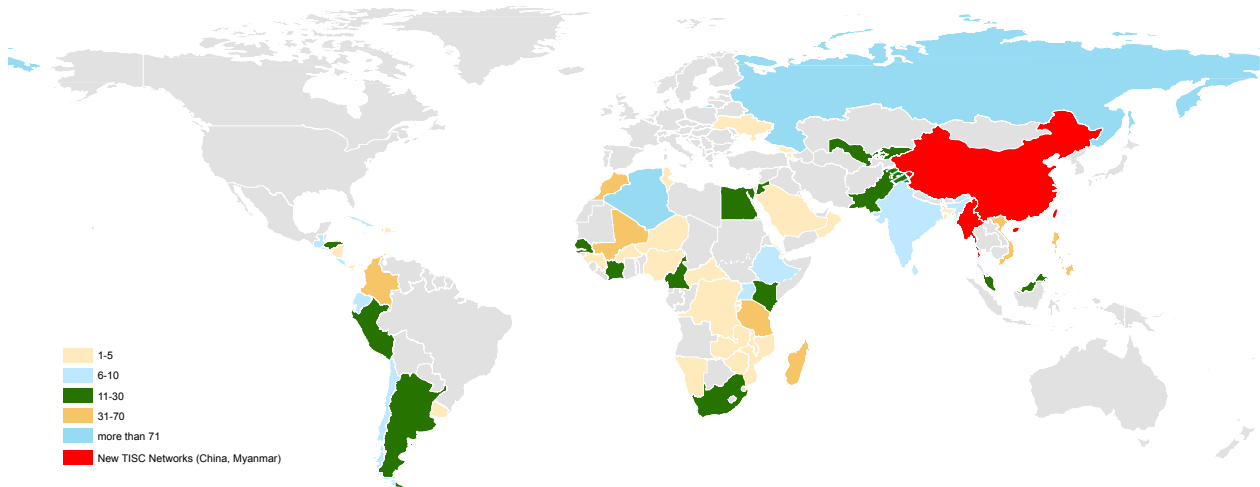 1-5
6-10
11-30
31-70
more than 71
New TISC Networks (China, Myanmar)